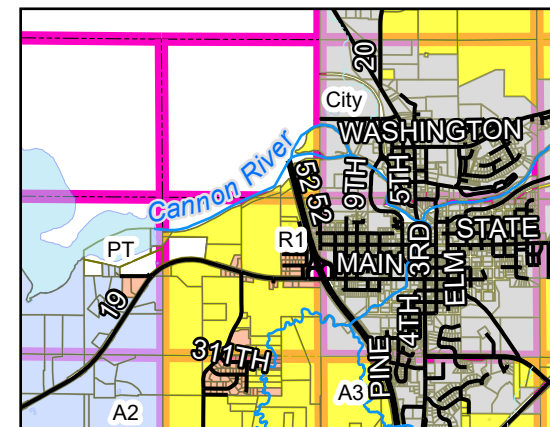 20
City
WASHINGTON
Cannon River
52 52
9TH
5TH
R1
STATE
PT
MAIN
3RD
ELM
19
4TH
311TH
PINE
A2
A3